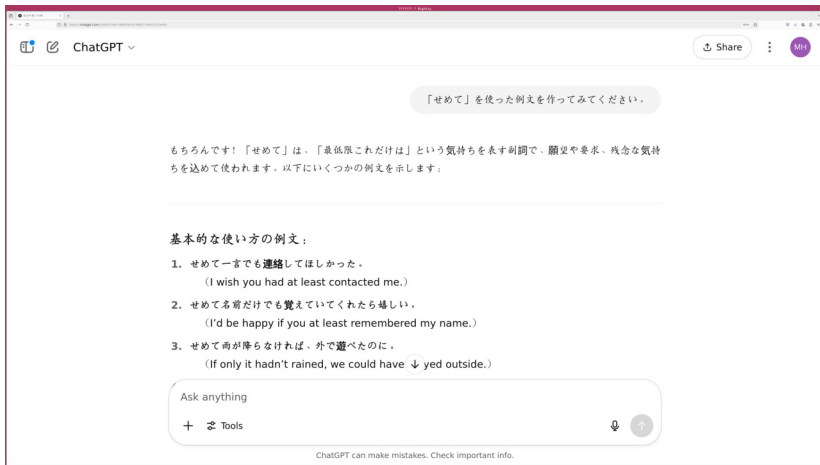 ChatGPT
Share
MH
「せめて」を使った例文を作ってみてください。
もちろんです！「せめて」は、「最低限これだけは」という気持ちを表す副詞で、願望や要求、残念な気持
ちを込めて使われます。以下にいくつかの例文を示します：
基本的な使い方の例文：
1. せめて一言でも連絡してほしかった。
（I wish you had at least contacted me.）
2. せめて名前だけでも覚えていてくれたら嬉しい。
（I'd be happy if you at least remembered my name.）
3. せめて雨が降らなければ、外で遊べたのに。
（If only it hadn't rained, we could have yed outside.）
Ask anything
Tools
ChatGPT can make mistakes. Check important info.